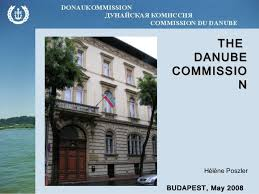 DONAUKOMMISSION
ДУНАЙСКАЯ КОМИССИЯ
COMMISSION DU DANUBE
THE
DANUBE
COMMISSIO
N
Hélène Poszler
BUDAPEST, May 2008